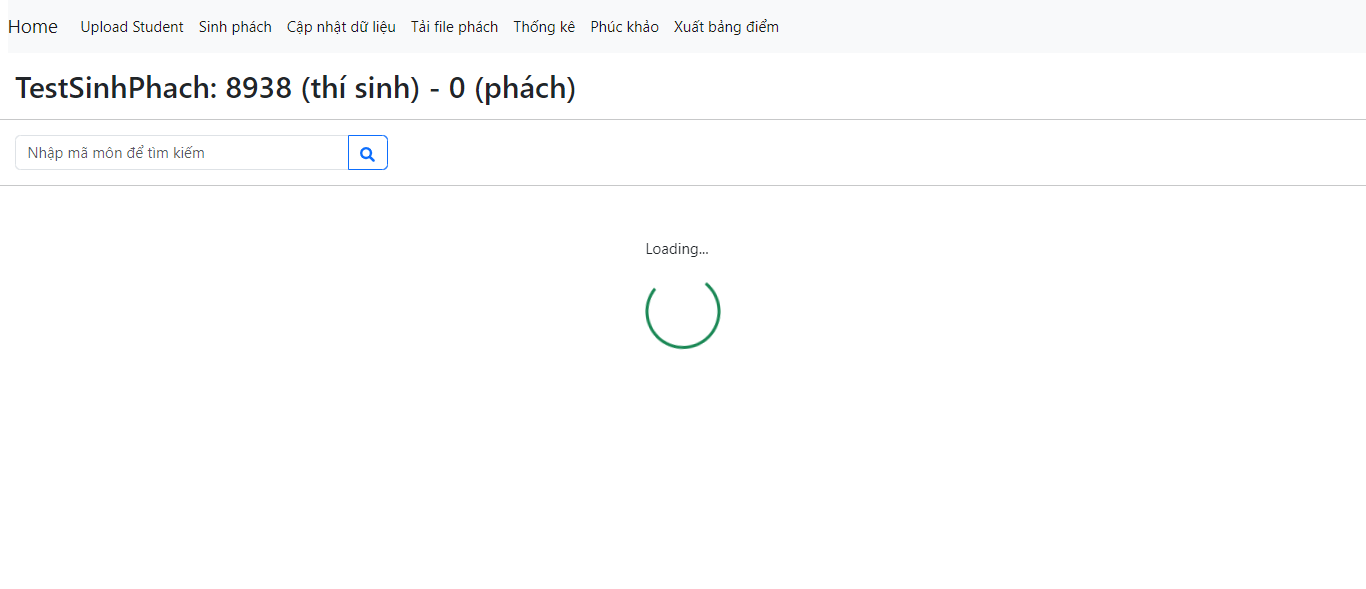 Home Upload Student Sinh phách Cập nhật dữ liệu Tải file phách Thống kê Phúc khảo Xuất bảng điểm
TestSinhPhach: 8938 (thí sinh) - 0 (phách)
Nhập mã môn để tìm kiếm
Loading...